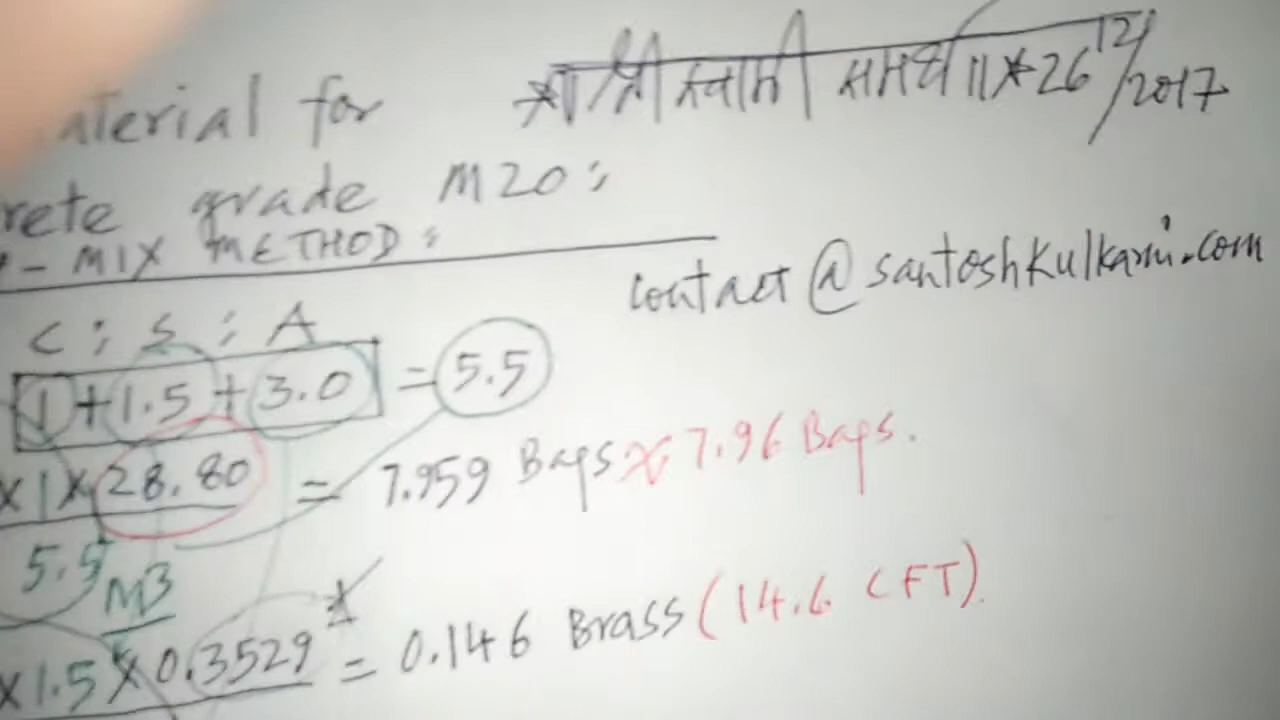 aterial for
॥ श्री स्वामी समर्थ ॥ 26/12/2017
rete grade M20:
- MIX METHOD:
contact@santoshkulkarni.com
C : S : A
1 + 1.5 + 3.0 = 5.5
x 1 x 28.80 = 7.959 Bags ≈ 7.96 Bags.
5.5
M3
x 1.5 x 0.3529 = 0.146 Brass (14.6 CFT).